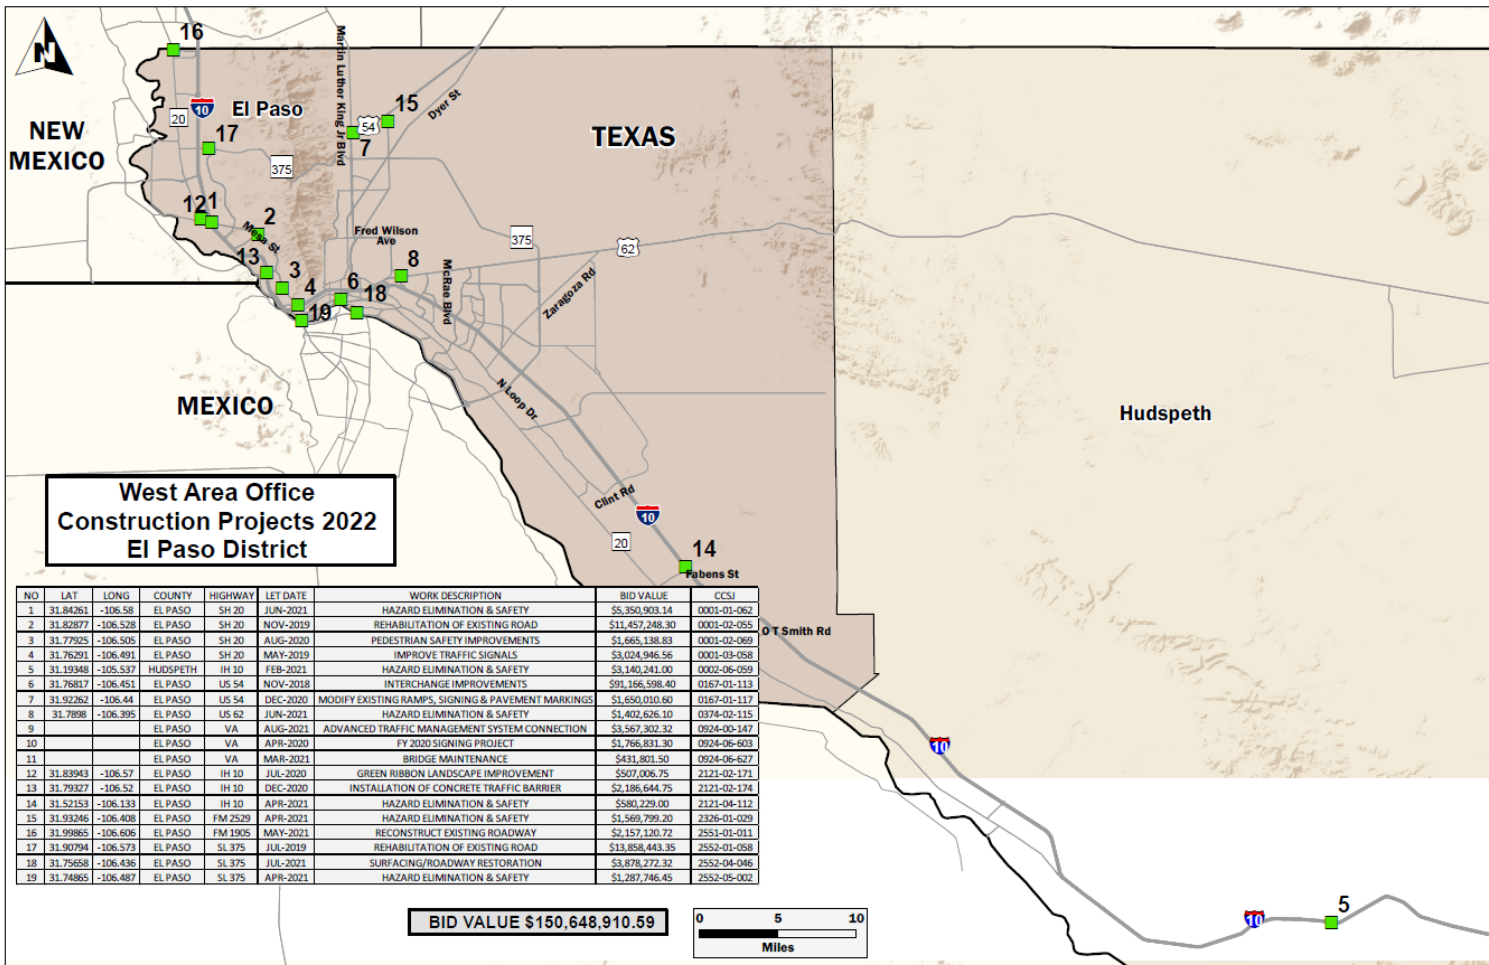 16
N
20
10
El Paso
Martin Luther King Jr Blvd
54
15
Dyer St
7
NEW
MEXICO
17
375
TEXAS
12
1
2
Mesa St
Fred Wilson
Ave
375
62
13
3
8
McRae Blvd
Zaragoza Rd
4
6
18
19
MEXICO
N Loop Dr
Hudspeth
Clint Rd
10
20
14
Fabens St
O T Smith Rd
10
10
5
West Area Office
Construction Projects 2022
El Paso District
NO LAT LONG COUNTY HIGHWAY LET DATE WORK DESCRIPTION BID VALUE CCSJ
1 31.84261 -106.58 EL PASO SH 20 JUN-2021 HAZARD ELIMINATION & SAFETY $5,350,903.14 0001-01-062
2 31.82877 -106.528 EL PASO SH 20 NOV-2019 REHABILITATION OF EXISTING ROAD $11,457,248.30 0001-02-055
3 31.77925 -106.505 EL PASO SH 20 AUG-2020 PEDESTRIAN SAFETY IMPROVEMENTS $1,665,138.83 0001-02-069
4 31.76291 -106.491 EL PASO SH 20 MAY-2019 IMPROVE TRAFFIC SIGNALS $3,024,946.56 0001-03-058
5 31.19348 -105.537 HUDSPETH IH 10 FEB-2021 HAZARD ELIMINATION & SAFETY $3,140,241.00 0002-06-059
6 31.76817 -106.451 EL PASO US 54 NOV-2018 INTERCHANGE IMPROVEMENTS $91,166,598.40 0167-01-113
7 31.92262 -106.44 EL PASO US 54 DEC-2020 MODIFY EXISTING RAMPS, SIGNING & PAVEMENT MARKINGS $1,650,010.60 0167-01-117
8 31.7898 -106.395 EL PASO US 62 JUN-2021 HAZARD ELIMINATION & SAFETY $1,402,626.10 0374-02-115
9 EL PASO VA AUG-2021 ADVANCED TRAFFIC MANAGEMENT SYSTEM CONNECTION $3,567,302.32 0924-00-147
10 EL PASO VA APR-2020 FY 2020 SIGNING PROJECT $1,766,831.30 0924-06-603
11 EL PASO VA MAR-2021 BRIDGE MAINTENANCE $431,801.50 0924-06-627
12 31.83943 -106.57 EL PASO IH 10 JUL-2020 GREEN RIBBON LANDSCAPE IMPROVEMENT $507,006.75 2121-02-171
13 31.79327 -106.52 EL PASO IH 10 DEC-2020 INSTALLATION OF CONCRETE TRAFFIC BARRIER $2,186,644.75 2121-02-174
14 31.52153 -106.133 EL PASO IH 10 APR-2021 HAZARD ELIMINATION & SAFETY $580,229.00 2121-04-112
15 31.93246 -106.408 EL PASO FM 2529 APR-2021 HAZARD ELIMINATION & SAFETY $1,569,799.20 2326-01-029
16 31.99865 -106.606 EL PASO FM 1905 MAY-2021 RECONSTRUCT EXISTING ROADWAY $2,157,120.72 2551-01-011
17 31.90794 -106.573 EL PASO SL 375 JUL-2019 REHABILITATION OF EXISTING ROAD $13,858,443.35 2552-01-058
18 31.75658 -106.436 EL PASO SL 375 JUL-2021 SURFACING/ROADWAY RESTORATION $3,878,272.32 2552-04-046
19 31.74865 -106.487 EL PASO SL 375 APR-2021 HAZARD ELIMINATION & SAFETY $1,287,746.45 2552-05-002
BID VALUE $150,648,910.59
0 5 10
Miles